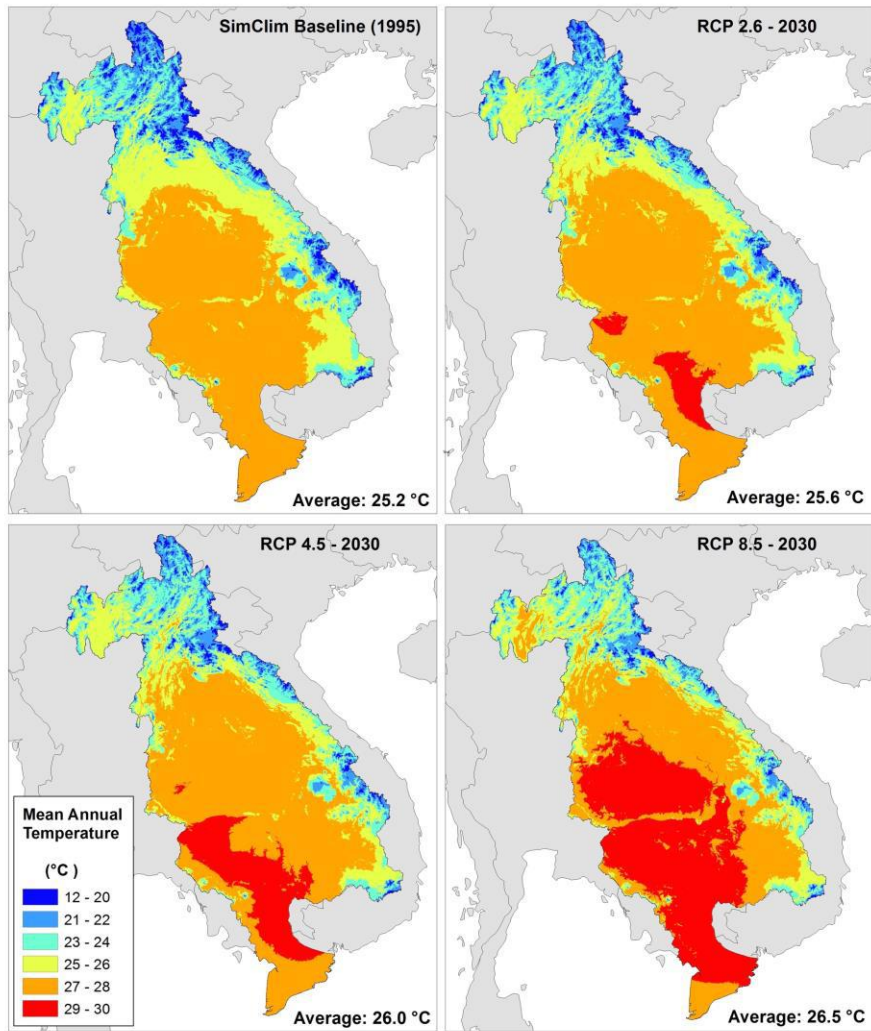 SimClim Baseline (1995)
Average: 25.2 °C
RCP 2.6 - 2030
Average: 25.6 °C
RCP 4.5 - 2030
Mean Annual
Temperature
(°C )
12 - 20
21 - 22
23 - 24
25 - 26
27 - 28
29 - 30
Average: 26.0 °C
RCP 8.5 - 2030
Average: 26.5 °C